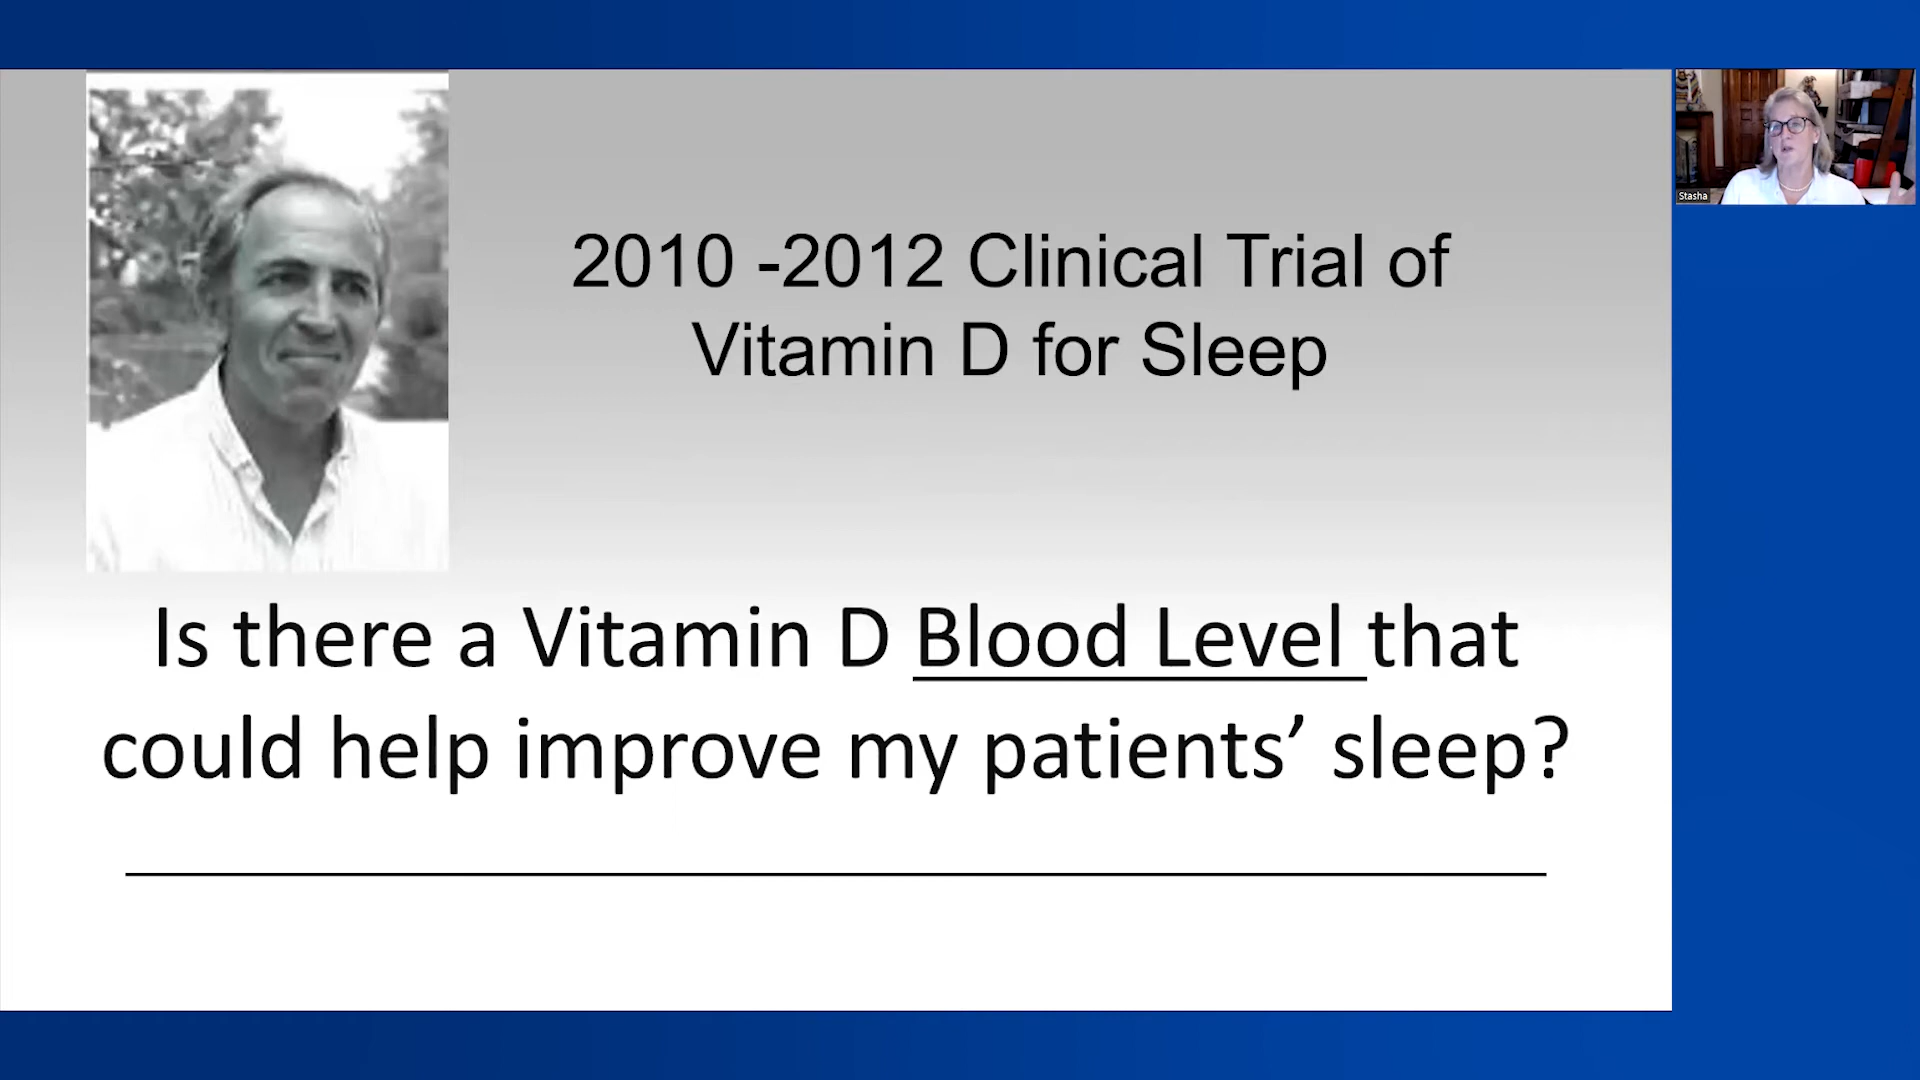 2010 -2012 Clinical Trial of
Vitamin D for Sleep
Stasha
Is there a Vitamin D Blood Level that
could help improve my patients’ sleep?